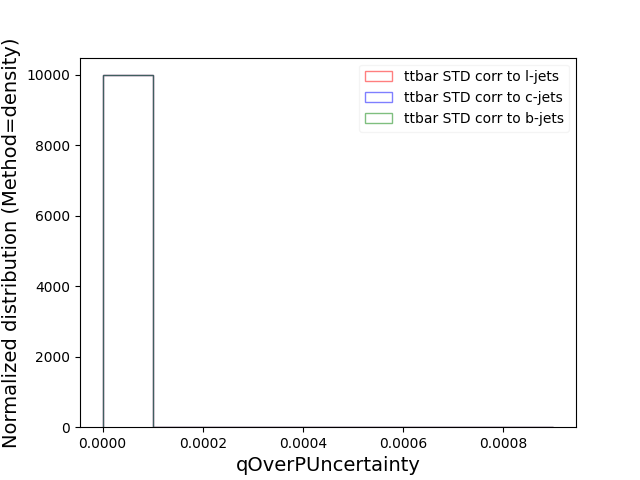 Normalized distribution (Method=density)
10000
8000
6000
4000
2000
0
ttbar STD corr to l-jets
ttbar STD corr to c-jets
ttbar STD corr to b-jets
0.0000 0.0002 0.0004 0.0006 0.0008
qOverPUncertainty